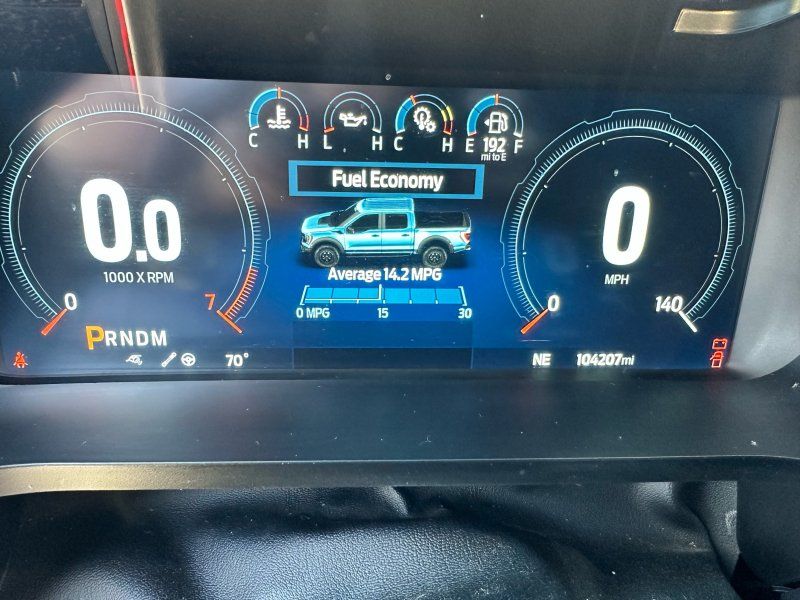 C H L H C H E 192 F
mi to E
Fuel Economy
0.0
1000 X RPM
0
7
PRNDM
Average 14.2 MPG
0 MPG 15 30
0
MPH
0
140
70°
NE 104207mi